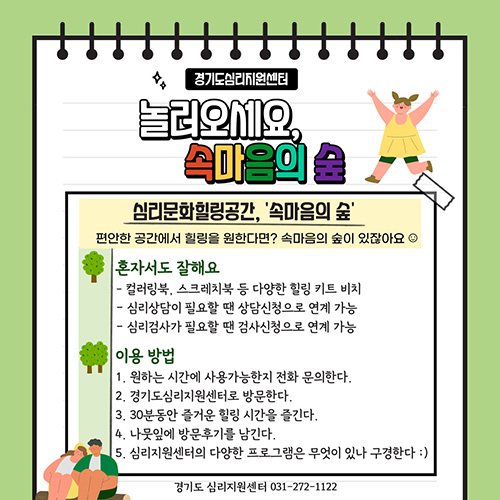 경기도심리지원센터
놀러오세요,
속마음의 숲
심리문화힐링공간, '속마음의 숲'
편안한 공간에서 힐링을 원한다면? 속마음의 숲이 있잖아요 ☺
혼자서도 잘해요
- 컬러링북, 스크레치북 등 다양한 힐링 키트 비치
- 심리상담이 필요할 땐 상담신청으로 연계 가능
- 심리검사가 필요할 땐 검사신청으로 연계 가능
이용 방법
1. 원하는 시간에 사용가능한지 전화 문의한다.
2. 경기도심리지원센터로 방문한다.
3. 30분동안 즐거운 힐링 시간을 즐긴다.
4. 나뭇잎에 방문후기를 남긴다.
5. 심리지원센터의 다양한 프로그램은 무엇이 있나 구경한다 ;)
경기도 심리지원센터 031-272-1122